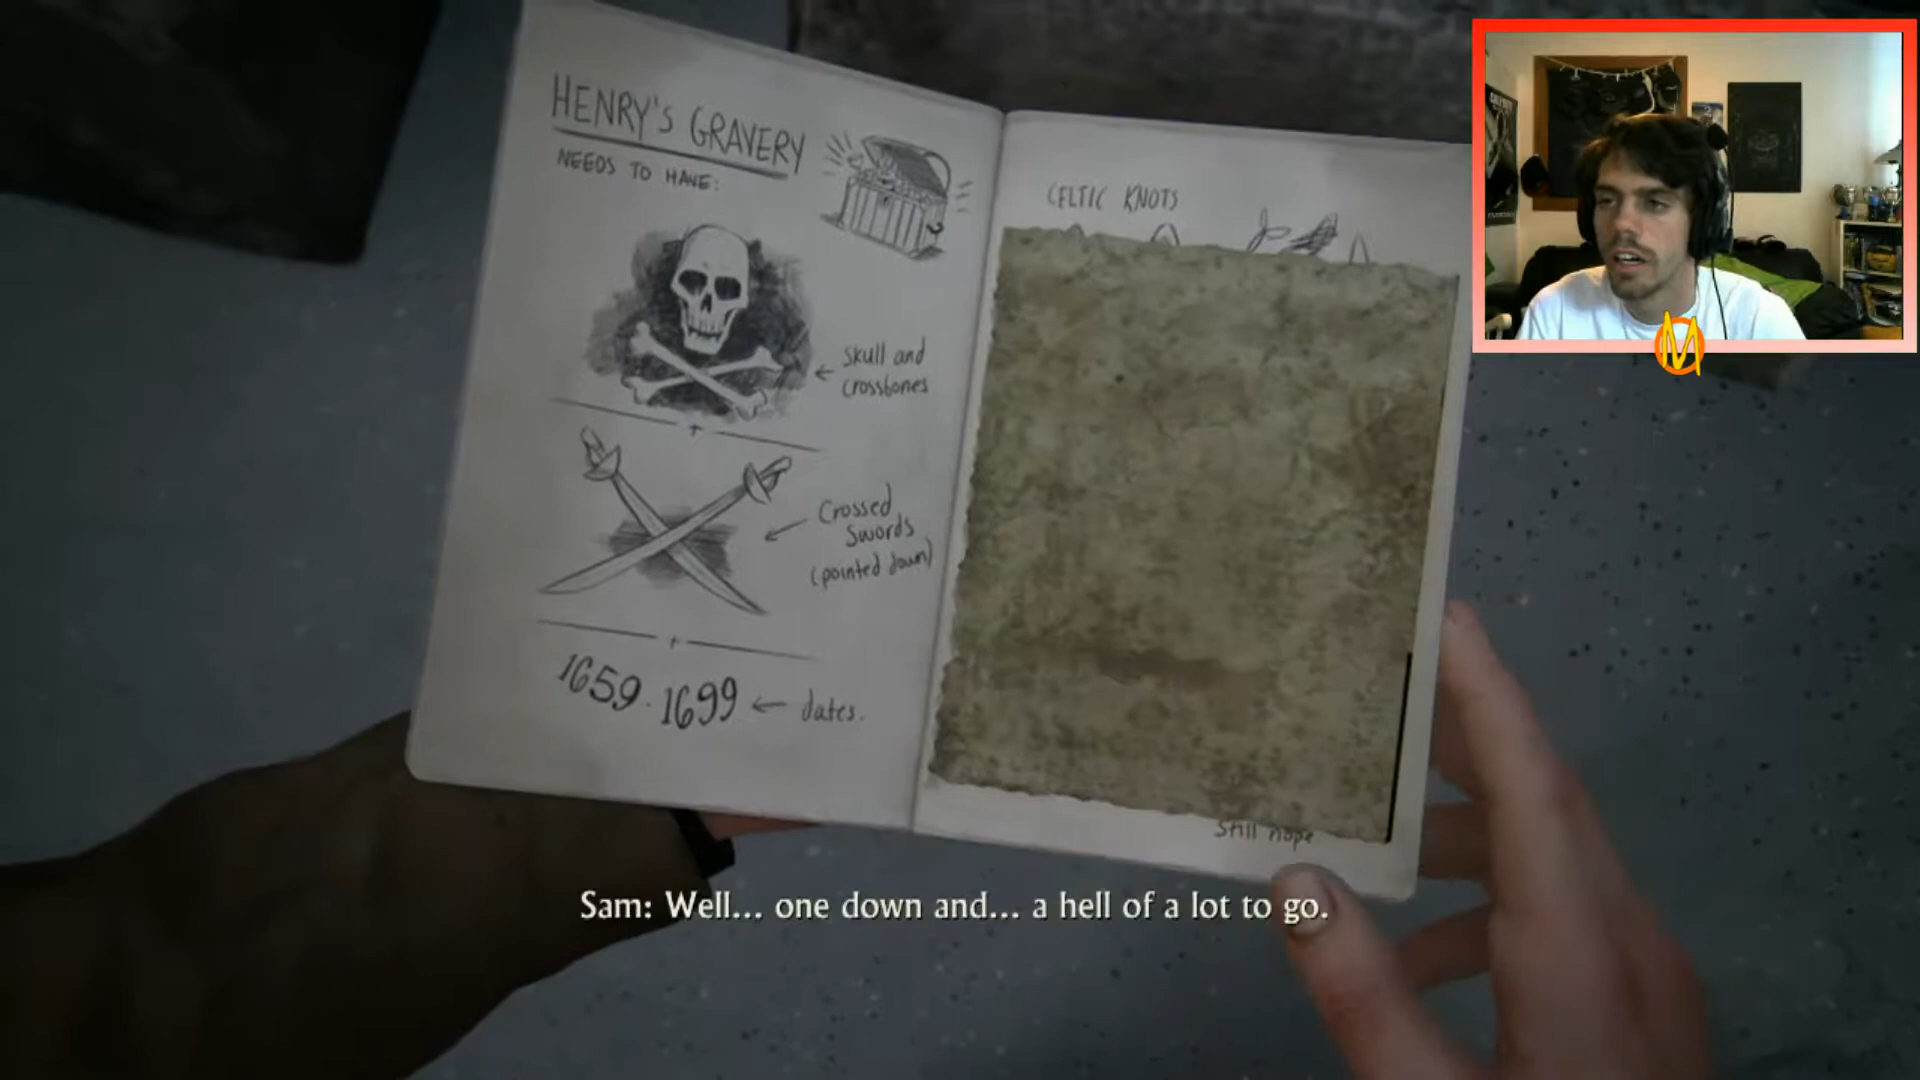 HENRY'S GRAVERY
NEEDS TO HAVE:
Skull and
crossbones
Crossed
Swords
(pointed down)
1659 - 1699 ← dates.
CELTIC KNOTS
Still nope
Sam: Well... one down and... a hell of a lot to go.
M